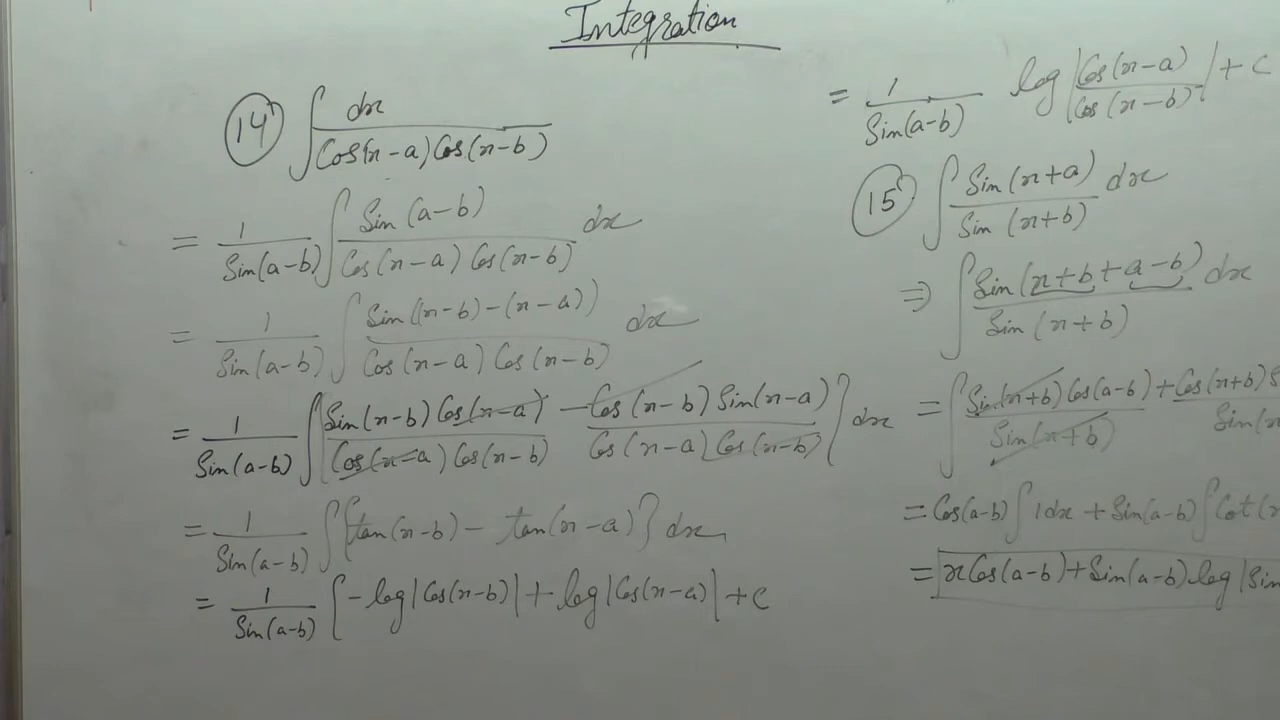 Integration
14 ∫ dx / Cos(x-a) Cos(x-b)
= 1/Sin(a-b) ∫ Sin(a-b) / Cos(x-a) Cos(x-b) dx
= 1/Sin(a-b) ∫ Sin((x-b)-(x-a)) / Cos(x-a) Cos(x-b) dx
= 1/Sin(a-b) ∫ [Sin(x-b) Cos(x-a) / Cos(x-a) Cos(x-b) - Cos(x-b) Sin(x-a) / Cos(x-a) Cos(x-b)} dx
= 1/Sin(a-b) ∫ {tan(x-b) - tan(x-a)} dx
= 1/Sin(a-b) [-log|Cos(x-b)| + log|Cos(x-a)| + c
= 1/Sin(a-b) log|Cos(x-a) / Cos(x-b)| + c
15 ∫ Sin(x+a) / Sin(x+b) dx
⇒ ∫ Sin(x+b+a-b) / Sin(x+b) dx
= ∫ Sin(x+b) Cos(a-b) / Sin(x+b) + Cos(x+b) S / Sin(x
= Cos(a-b) ∫ 1dx + Sin(a-b) ∫ Cot(x
= x Cos(a-b) + Sin(a-b) log|Sin